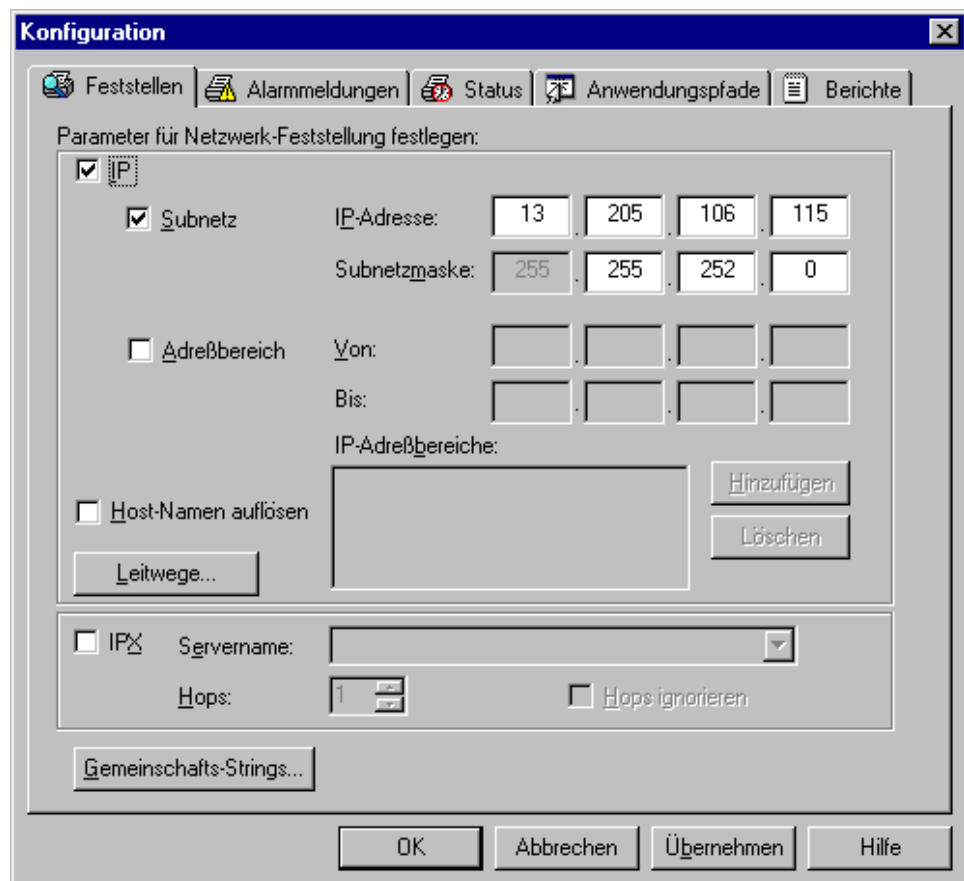 Konfiguration
Feststellen Alarmmeldungen Status Anwendungspfade Berichte
Parameter für Netzwerk-Feststellung festlegen:
IP
Subnetz IP-Adresse: 13 . 205 . 106 . 115
Subnetzmaske: 255 . 255 . 252 . 0
Adreßbereich Von: . . .
Bis: . . .
IP-Adreßbereiche:
Hinzufügen
Host-Namen auflösen
Löschen
Leitwege...
IPX Servername:
Hops: 1 Hops ignorieren
Gemeinschafts-Strings...
OK Abbrechen Übernehmen Hilfe